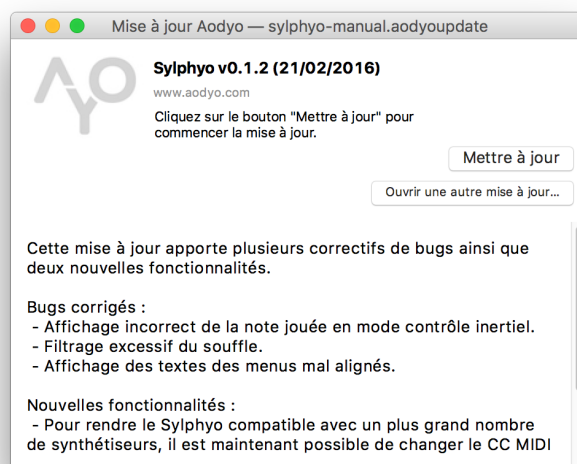 Mise à jour Aodyo — sylphyo-manual.aodyoupdate
AYO
Sylphyo v0.1.2 (21/02/2016)
www.aodyo.com
Cliquez sur le bouton "Mettre à jour" pour
commencer la mise à jour.
Mettre à jour
Ouvrir une autre mise à jour...
Cette mise à jour apporte plusieurs correctifs de bugs ainsi que
deux nouvelles fonctionnalités.
Bugs corrigés :
- Affichage incorrect de la note jouée en mode contrôle inertiel.
- Filtrage excessif du souffle.
- Affichage des textes des menus mal alignés.
Nouvelles fonctionnalités :
- Pour rendre le Sylphyo compatible avec un plus grand nombre
de synthétiseurs, il est maintenant possible de changer le CC MIDI